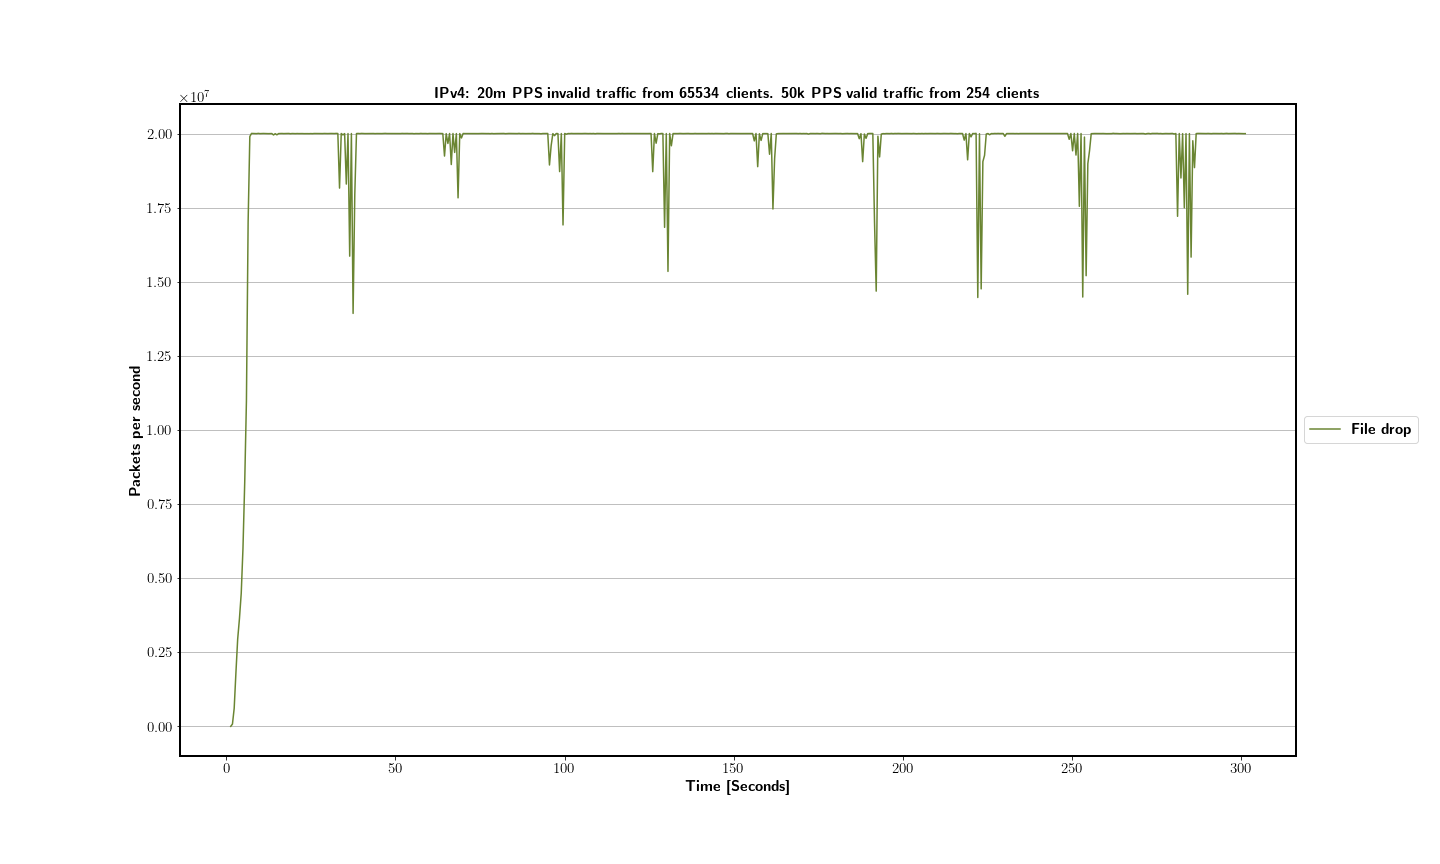 IPv4: 20m PPS invalid traffic from 65534 clients. 50k PPS valid traffic from 254 clients
×10⁷
2.00
1.75
1.50
1.25
1.00
0.75
0.50
0.25
0.00
Packets per second
0 50 100 150 200 250 300
Time [Seconds]
File drop